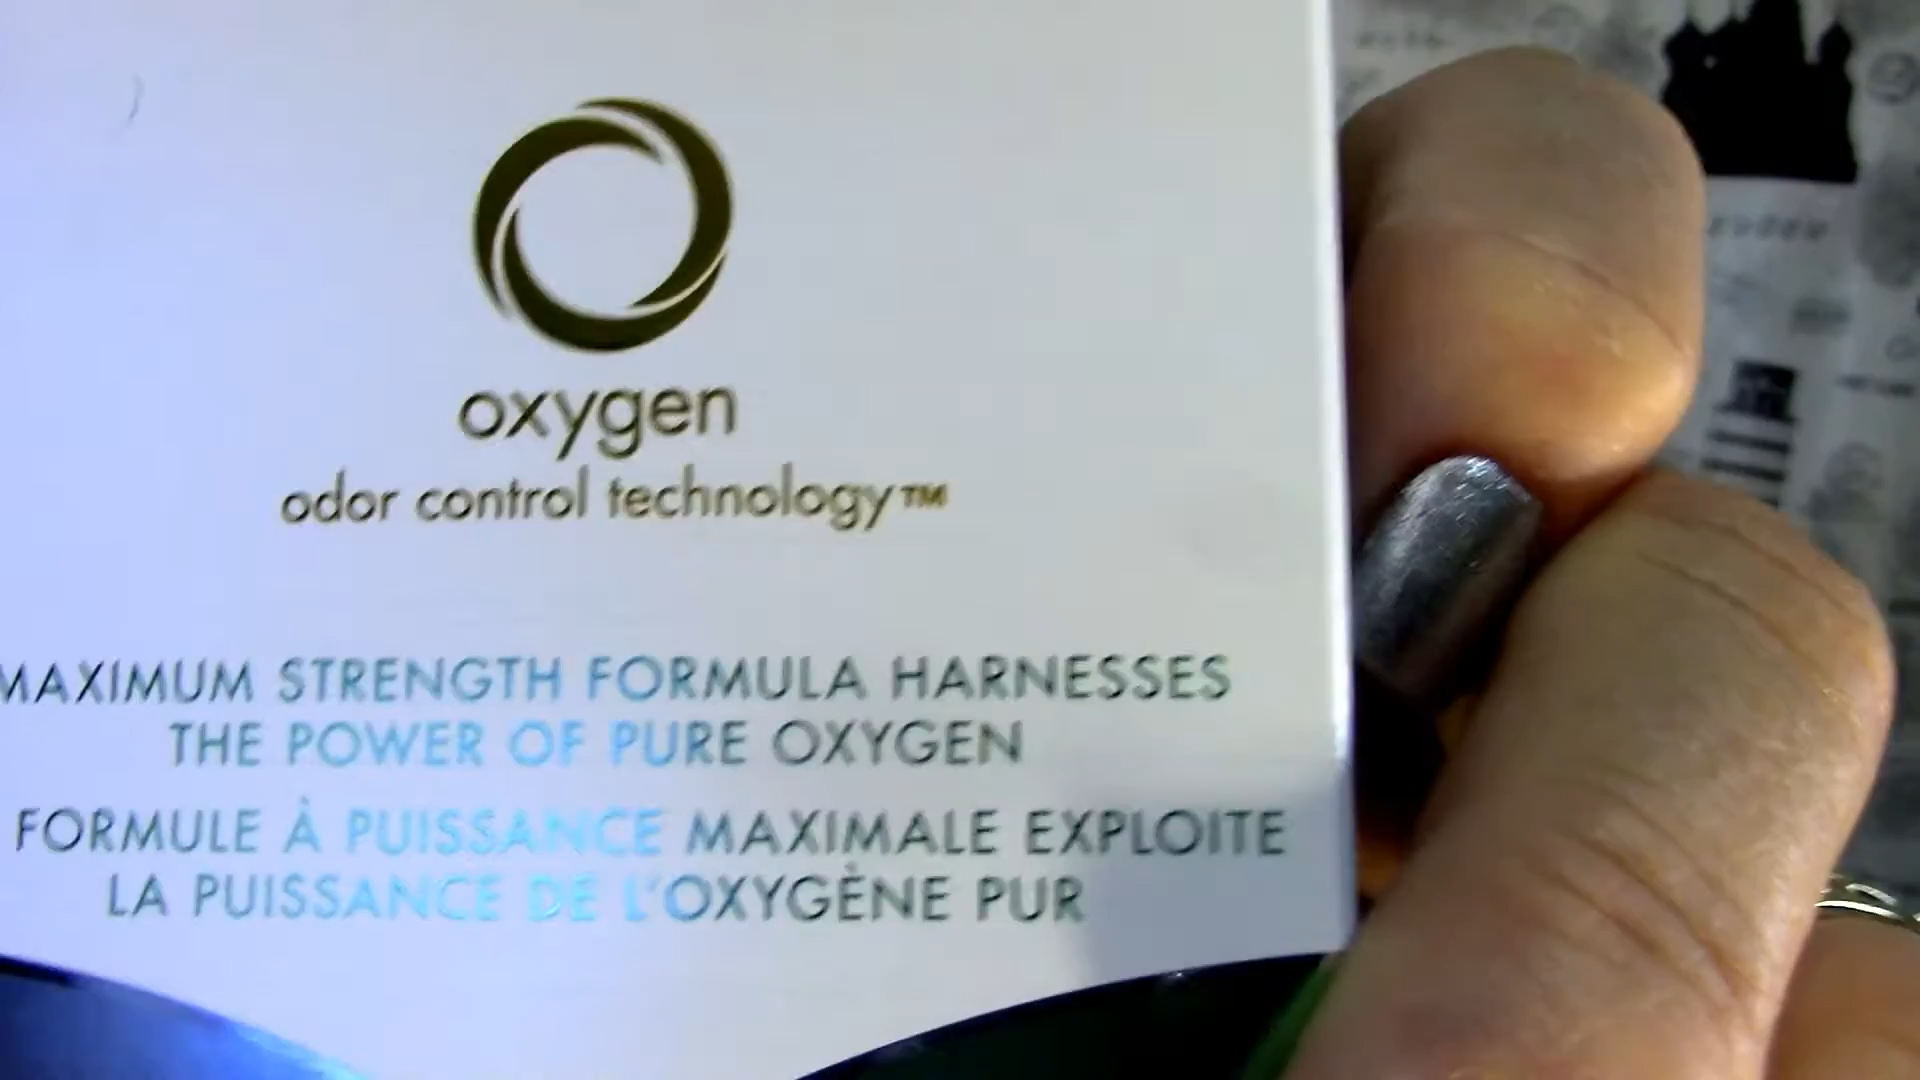 oxygen
odor control technology™
MAXIMUM STRENGTH FORMULA HARNESSES
THE POWER OF PURE OXYGEN
FORMULE À PUISSANCE MAXIMALE EXPLOITE
LA PUISSANCE DE L'OXYGÈNE PUR